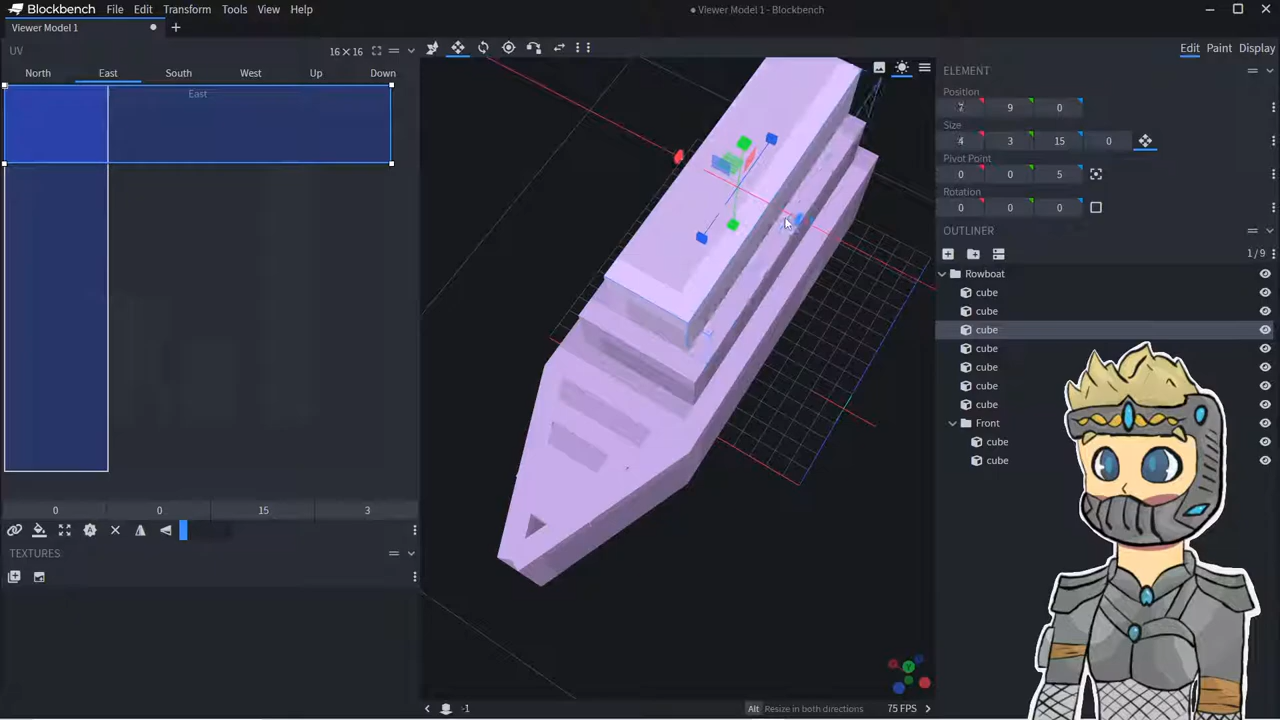 Blockbench File Edit Transform Tools View Help
Viewer Model 1 - Blockbench
Viewer Model 1
UV 16 × 16
North East South West Up Down
East
0 0 15 3
TEXTURES
Edit Paint Display
ELEMENT
Position
7 9 0
Size
4 3 15 0
Pivot Point
0 0 5
Rotation
0 0 0
OUTLINER
1/9
Rowboat
cube
cube
cube
cube
cube
cube
cube
Front
cube
cube
-1
Alt Resize in both directions
75 FPS